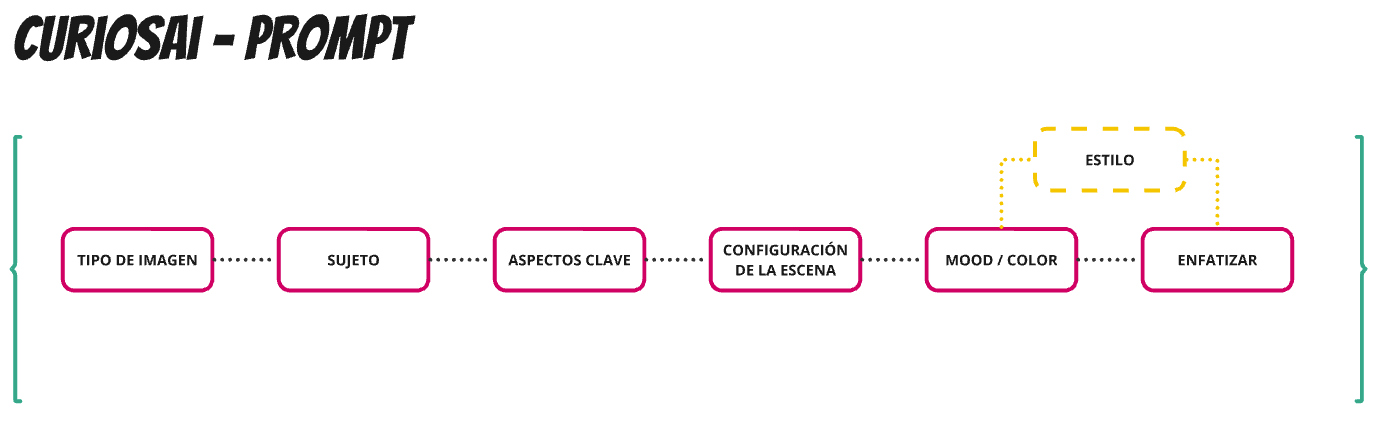 CURIOSAI - PROMPT
ESTILO
TIPO DE IMAGEN
SUJETO
ASPECTOS CLAVE
CONFIGURACIÓN
DE LA ESCENA
MOOD / COLOR
ENFATIZAR